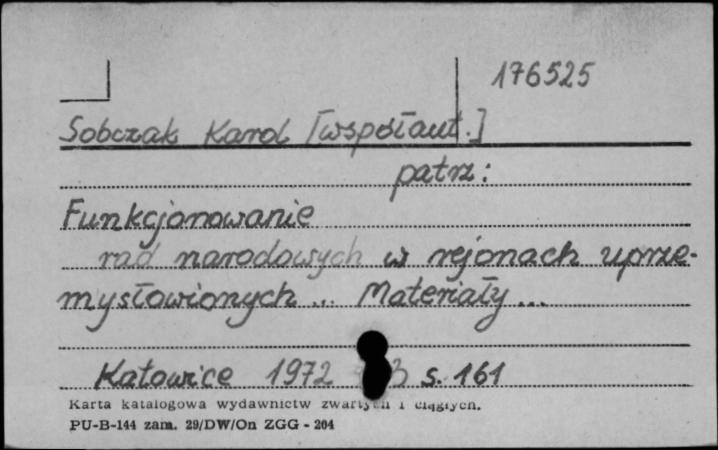 176525
Sobczak Karol [współaut.]
patrz:
Funkcjonowanie
rad narodowych w rejonach uprze-
mysłowionych ... Materiały ...
Katowice 1972 s. 161
Karta katalogowa wydawnictw zwartych i ciągłych.
PU-B-144 zam. 29/DW/On ZGG - 204